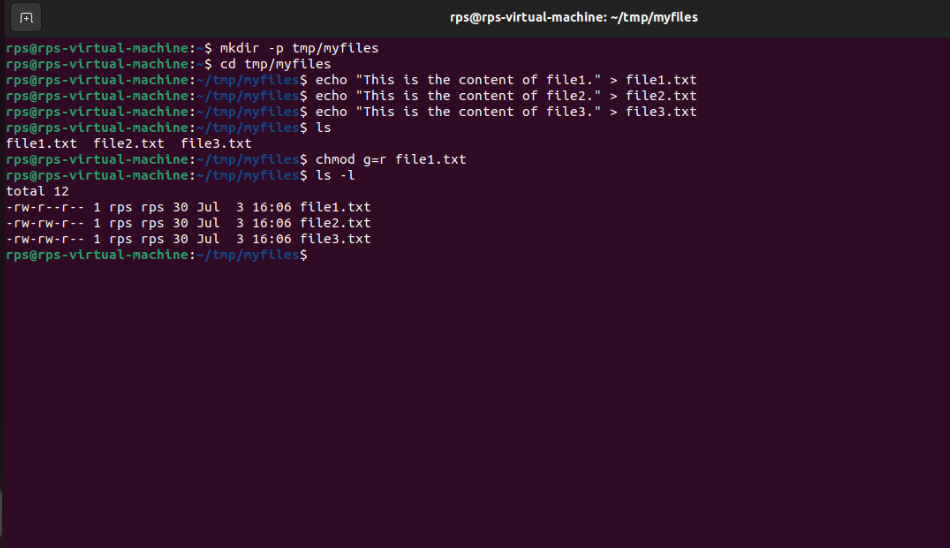 rps@rps-virtual-machine: ~/tmp/myfiles
rps@rps-virtual-machine:~$ mkdir -p tmp/myfiles
rps@rps-virtual-machine:~$ cd tmp/myfiles
rps@rps-virtual-machine:~/tmp/myfiles$ echo "This is the content of file1." > file1.txt
rps@rps-virtual-machine:~/tmp/myfiles$ echo "This is the content of file2." > file2.txt
rps@rps-virtual-machine:~/tmp/myfiles$ echo "This is the content of file3." > file3.txt
rps@rps-virtual-machine:~/tmp/myfiles$ ls
file1.txt  file2.txt  file3.txt
rps@rps-virtual-machine:~/tmp/myfiles$ chmod g=r file1.txt
rps@rps-virtual-machine:~/tmp/myfiles$ ls -l
total 12
-rw-r--r-- 1 rps rps 30 Jul  3 16:06 file1.txt
-rw-rw-r-- 1 rps rps 30 Jul  3 16:06 file2.txt
-rw-rw-r-- 1 rps rps 30 Jul  3 16:06 file3.txt
rps@rps-virtual-machine:~/tmp/myfiles$